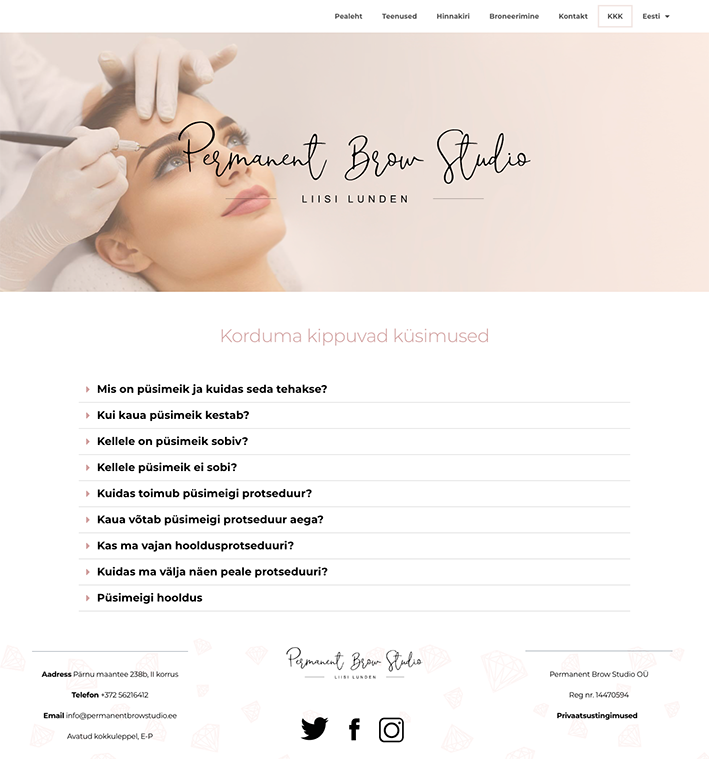 Pealeht Teenused Hinnakiri Broneerimine Kontakt KKK Eesti
Permanent Brow Studio
LIISI LUNDEN
Korduma kippuvad küsimused
Mis on püsimeik ja kuidas seda tehakse?
Kui kaua püsimeik kestab?
Kellele on püsimeik sobiv?
Kellele püsimeik ei sobi?
Kuidas toimub püsimeigi protseduur?
Kaua võtab püsimeigi protseduur aega?
Kas ma vajan hooldusprotseduuri?
Kuidas ma välja näen peale protseduuri?
Püsimeigi hooldus
Aadress Pärnu maantee 238b, II korrus
Telefon +372 56216412
Email info@permanentbrowstudio.ee
Avatud kokkuleppel, E-P
Permanent Brow Studio
LIISI LUNDEN
Permanent Brow Studio OÜ
Reg nr. 14470594
Privaatsustingimused